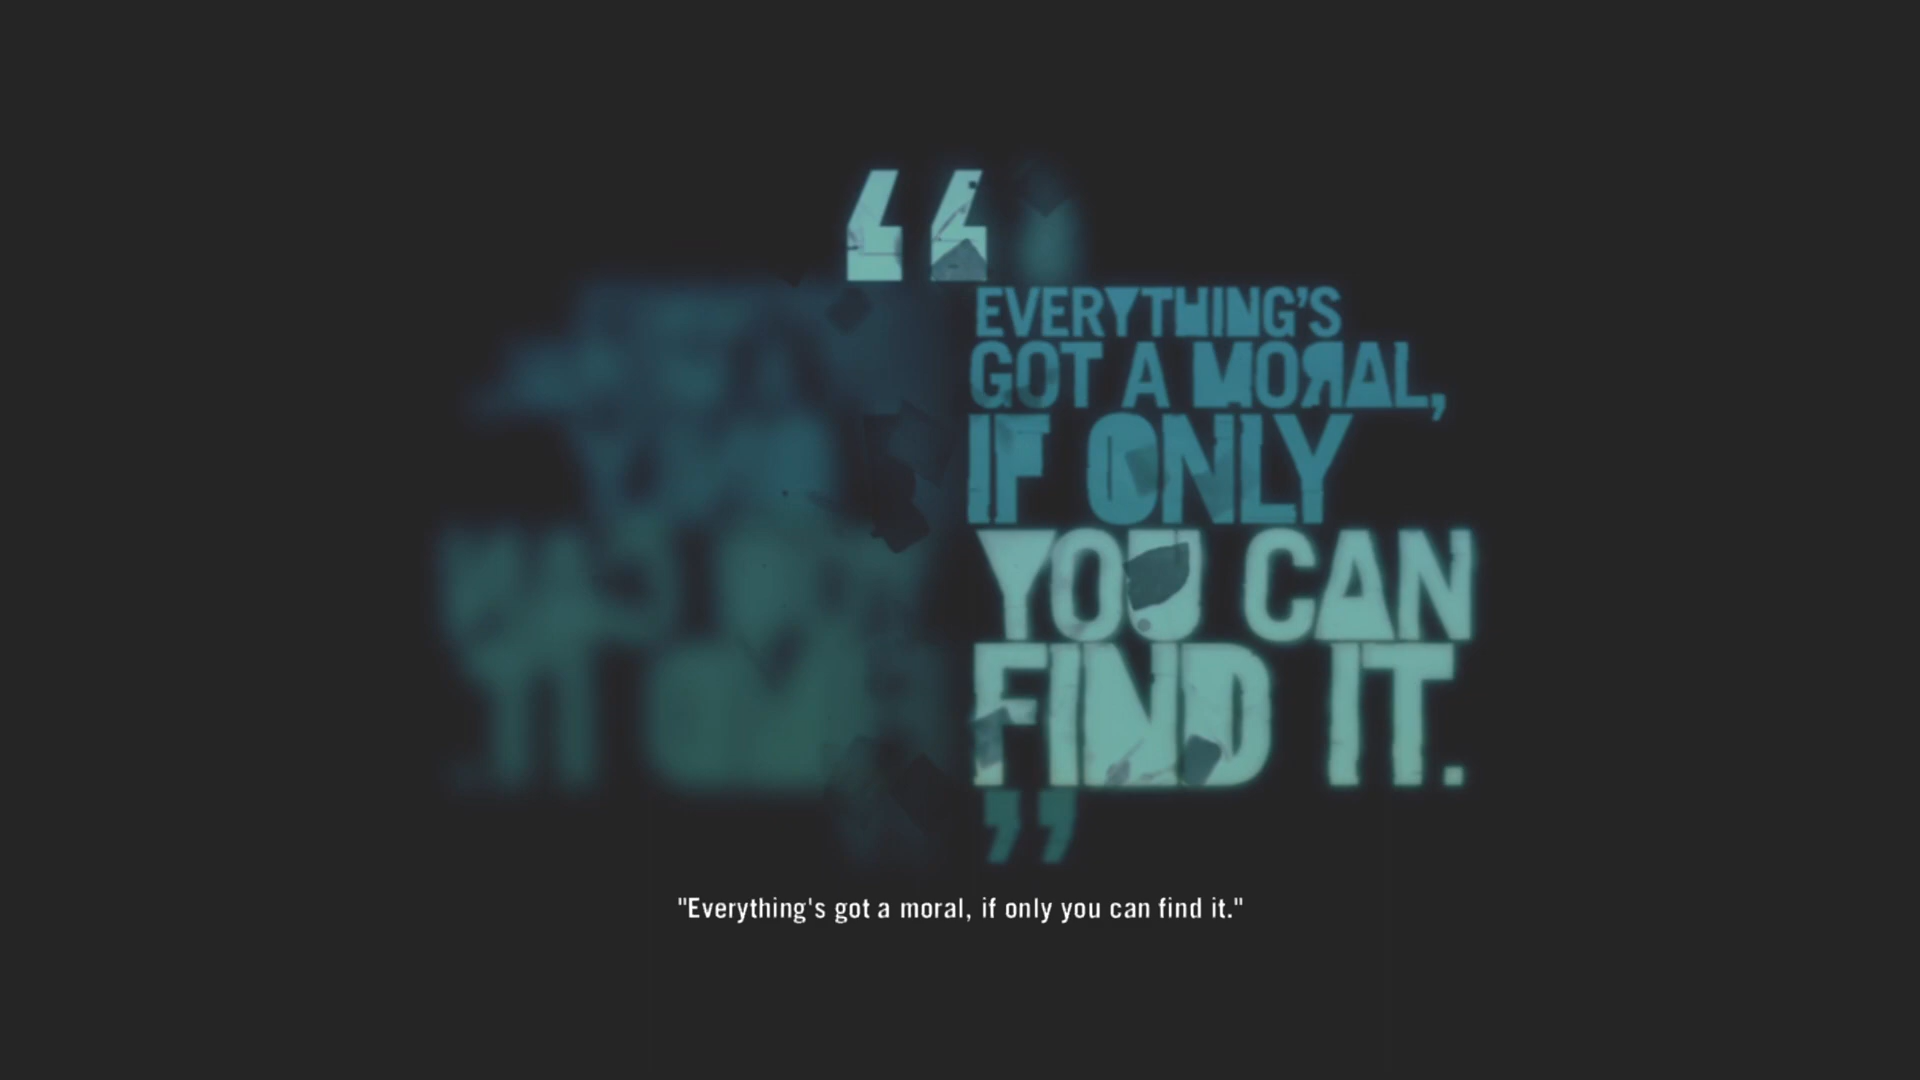 “
EVERYTHING’S
GOT A MORAL,
IF ONLY
YOU CAN
FIND IT.
”
"Everything's got a moral, if only you can find it."